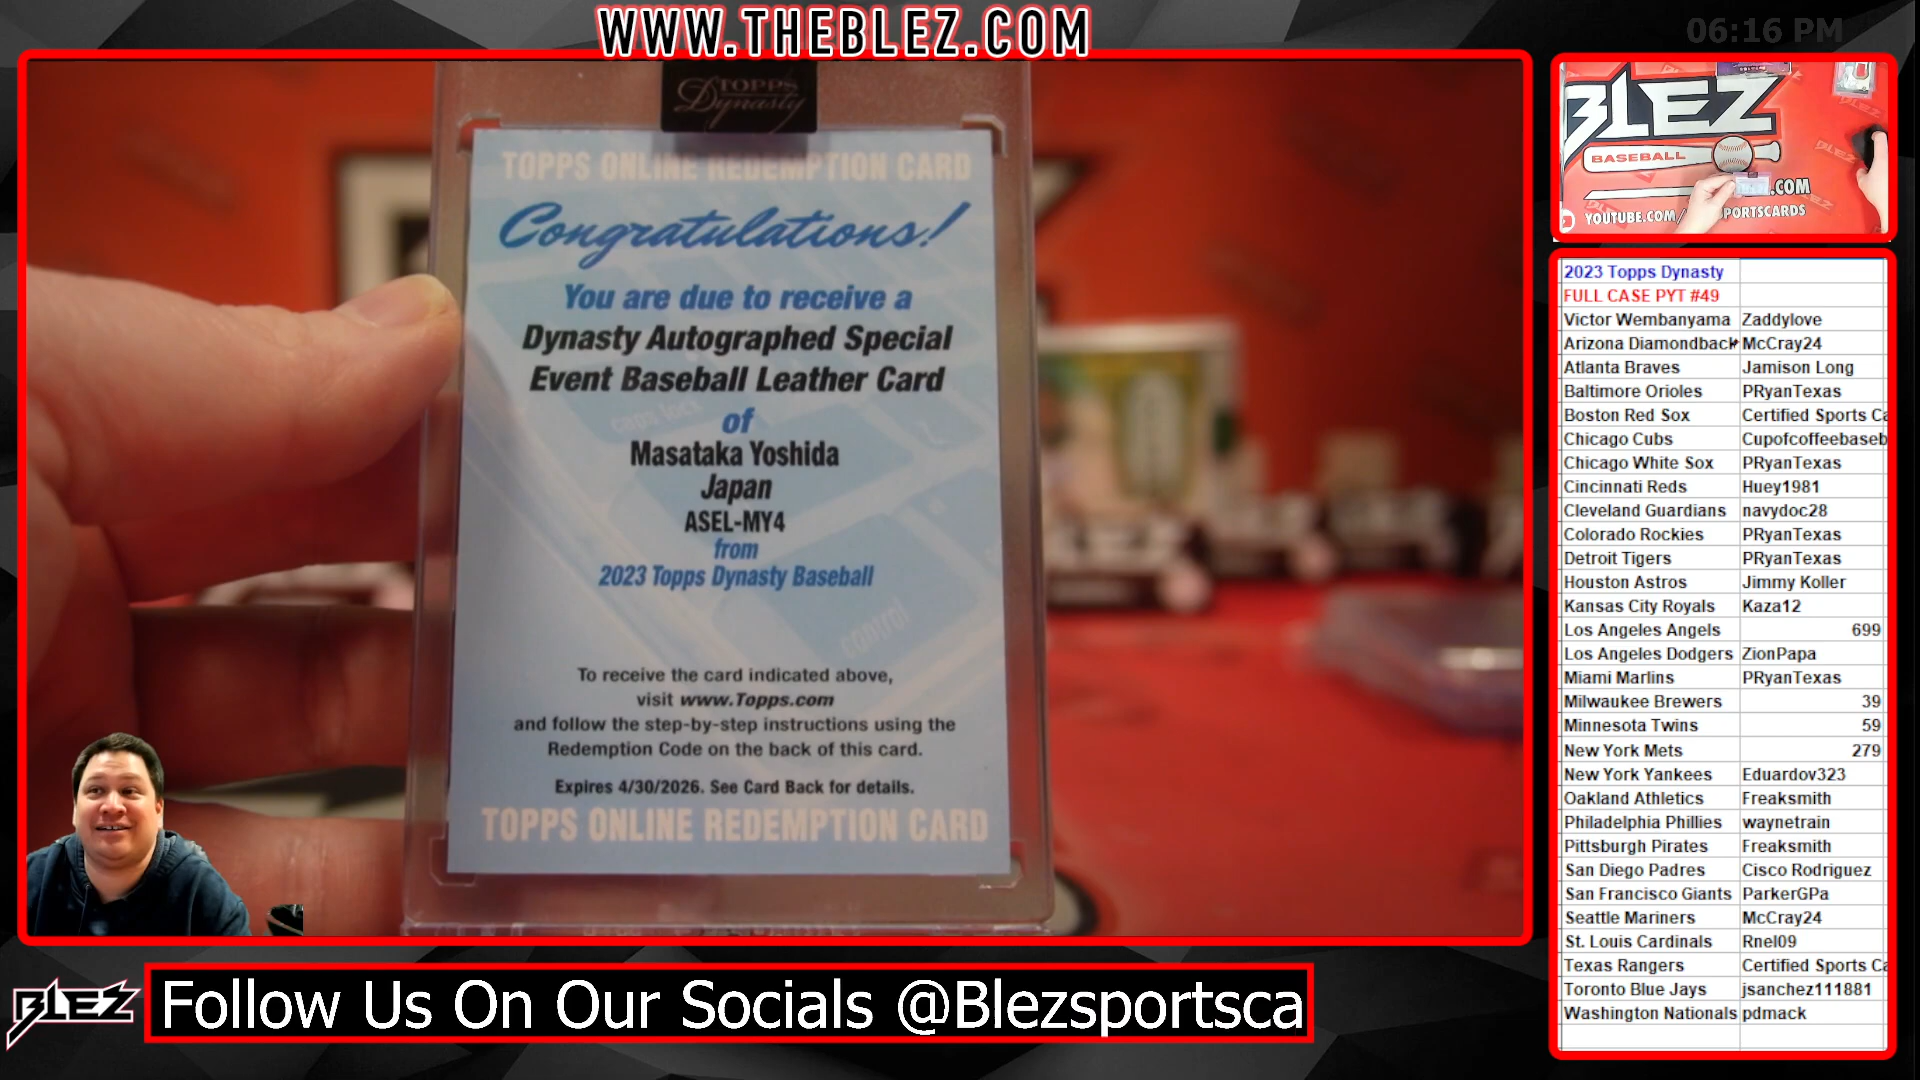 WWW.THEBLEZ.COM
06:16 PM
TOPPS
Dynasty
TOPPS ONLINE REDEMPTION CARD
Congratulations!
You are due to receive a
Dynasty Autographed Special
Event Baseball Leather Card
of
Masataka Yoshida
Japan
ASEL-MY4
from
2023 Topps Dynasty Baseball
control
To receive the card indicated above,
visit www.Topps.com
and follow the step-by-step instructions using the
Redemption Code on the back of this card.
Expires 4/30/2026. See Card Back for details.
TOPPS ONLINE REDEMPTION CARD
BLEZ
BASEBALL
.COM
YOUTUBE.COM/ PORTSCARDS
2023 Topps Dynasty
FULL CASE PYT #49
Victor Wembanyama Zaddylove
Arizona Diamondback McCray24
Atlanta Braves Jamison Long
Baltimore Orioles PRyanTexas
Boston Red Sox Certified Sports Ca
Chicago Cubs Cupofcoffeebaseb
Chicago White Sox PRyanTexas
Cincinnati Reds Huey1981
Cleveland Guardians navydoc28
Colorado Rockies PRyanTexas
Detroit Tigers PRyanTexas
Houston Astros Jimmy Koller
Kansas City Royals Kaza12
Los Angeles Angels 699
Los Angeles Dodgers ZionPapa
Miami Marlins PRyanTexas
Milwaukee Brewers 39
Minnesota Twins 59
New York Mets 279
New York Yankees Eduardov323
Oakland Athletics Freaksmith
Philadelphia Phillies waynetrain
Pittsburgh Pirates Freaksmith
San Diego Padres Cisco Rodriguez
San Francisco Giants ParkerGPa
Seattle Mariners McCray24
St. Louis Cardinals Rnel09
Texas Rangers Certified Sports Ca
Toronto Blue Jays jsanchez111881
Washington Nationals pdmack
BLEZ
Follow Us On Our Socials @Blezsportsca